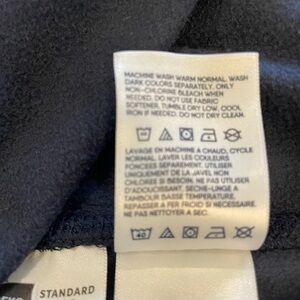 MACHINE WASH WARM NORMAL. WASH
DARK COLORS SEPARATELY. ONLY
NON-CHLORINE BLEACH WHEN
NEEDED. DO NOT USE FABRIC
SOFTENER. TUMBLE DRY LOW, COOL
IRON IF NEEDED. DO NOT DRY CLEAN.
LAVAGE EN MACHINE A CHAUD, CYCLE
NORMAL. LAVER LES COULEURS
FONCEES SEPAREMENT. UTILISER
UNIQUEMENT DE LA JAVEL NON
CHLOREE SI BESOIN. NE PAS UTILISER
D'ADOUCISSANT. SECHE-LINGE A
TAMBOUR BASSE TEMPERATURE.
REPASSER A FER FROID SI NECESSAIRE.
NE PAS NETTOYER A SEC.
STANDARD